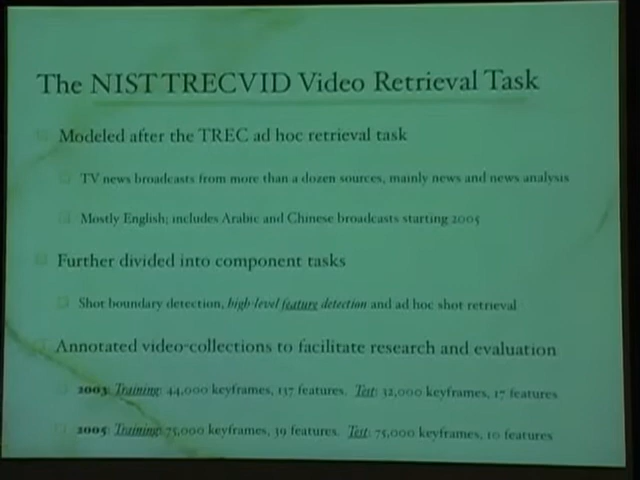 The NIST TRECVID Video Retrieval Task
Modeled after the TREC ad hoc retrieval task
TV news broadcasts from more than a dozen sources, mainly news and news analysis
Mostly English; includes Arabic and Chinese broadcasts starting 2005
Further divided into component tasks
Shot boundary detection, high-level feature detection and ad hoc shot retrieval
Annotated video-collections to facilitate research and evaluation
2003: Training: 44,000 keyframes, 137 features. Test: 32,000 keyframes, 17 features
2005: Training: 75,000 keyframes, 39 features. Test: 75,000 keyframes, 10 features